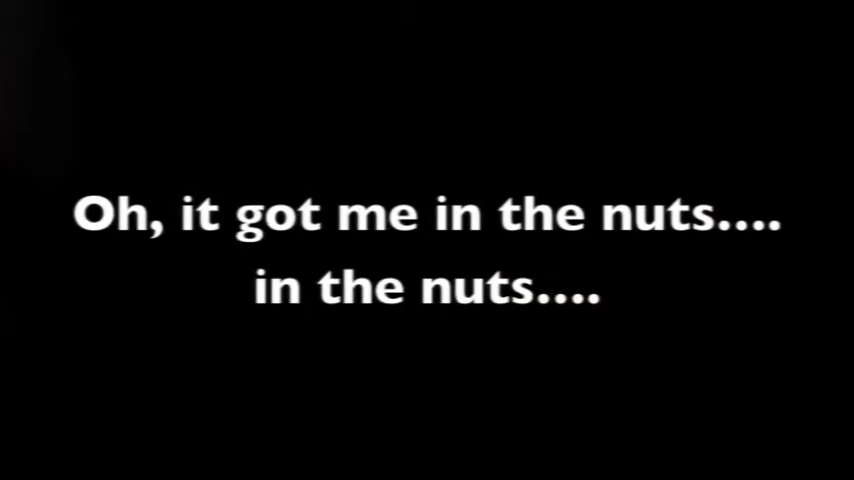 Oh, it got me in the nuts....
in the nuts....